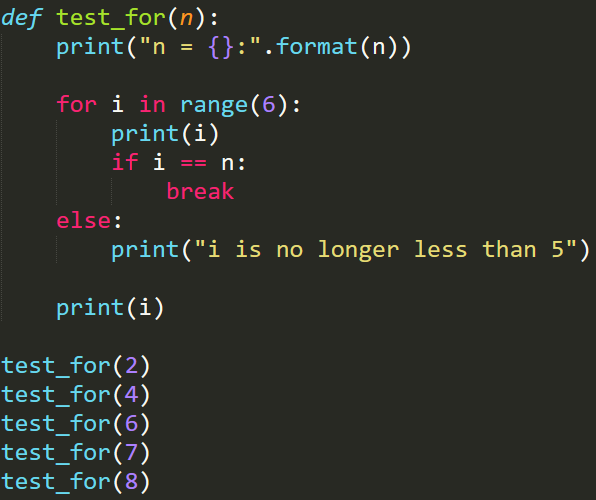 def test_for(n):
    print("n = {}:".format(n))
    for i in range(6):
        print(i)
        if i == n:
            break
    else:
        print("i is no longer less than 5")
    print(i)
test_for(2)
test_for(4)
test_for(6)
test_for(7)
test_for(8)